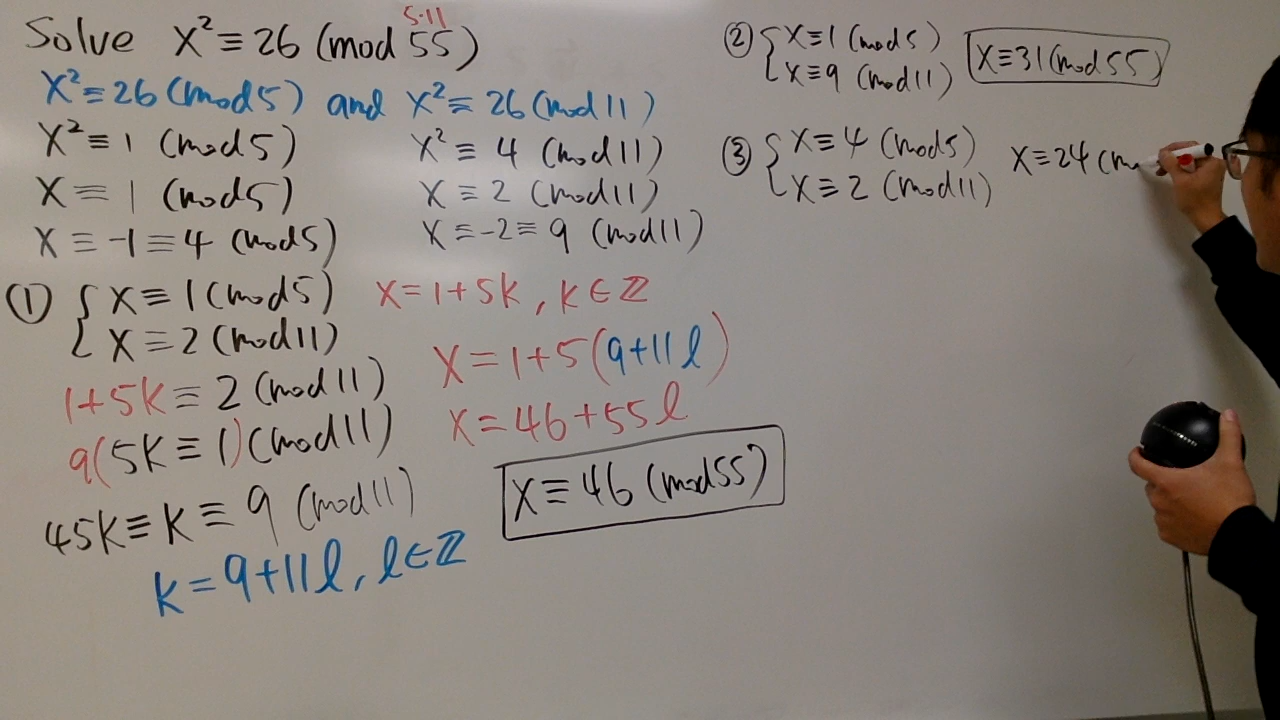 Solve X² ≡ 26 (mod 55)
5·11
X² ≡ 26 (mod 5) and X² ≡ 26 (mod 11)
X² ≡ 1 (mod 5)
X ≡ 1 (mod 5)
X ≡ -1 ≡ 4 (mod 5)
X² ≡ 4 (mod 11)
X ≡ 2 (mod 11)
X ≡ -2 ≡ 9 (mod 11)
① { X ≡ 1 (mod 5)
X ≡ 2 (mod 11)
1+5k ≡ 2 (mod 11)
9(5k ≡ 1) (mod 11)
45k ≡ k ≡ 9 (mod 11)
k = 9+11l, l∈ℤ
X = 1+5k, k∈ℤ
X = 1+5(9+11l)
X = 46+55l
X ≡ 46 (mod 55)
② { X ≡ 1 (mod 5)
X ≡ 9 (mod 11)
X ≡ 31 (mod 55)
③ { X ≡ 4 (mod 5)
X ≡ 2 (mod 11)
X ≡ 24 (mo